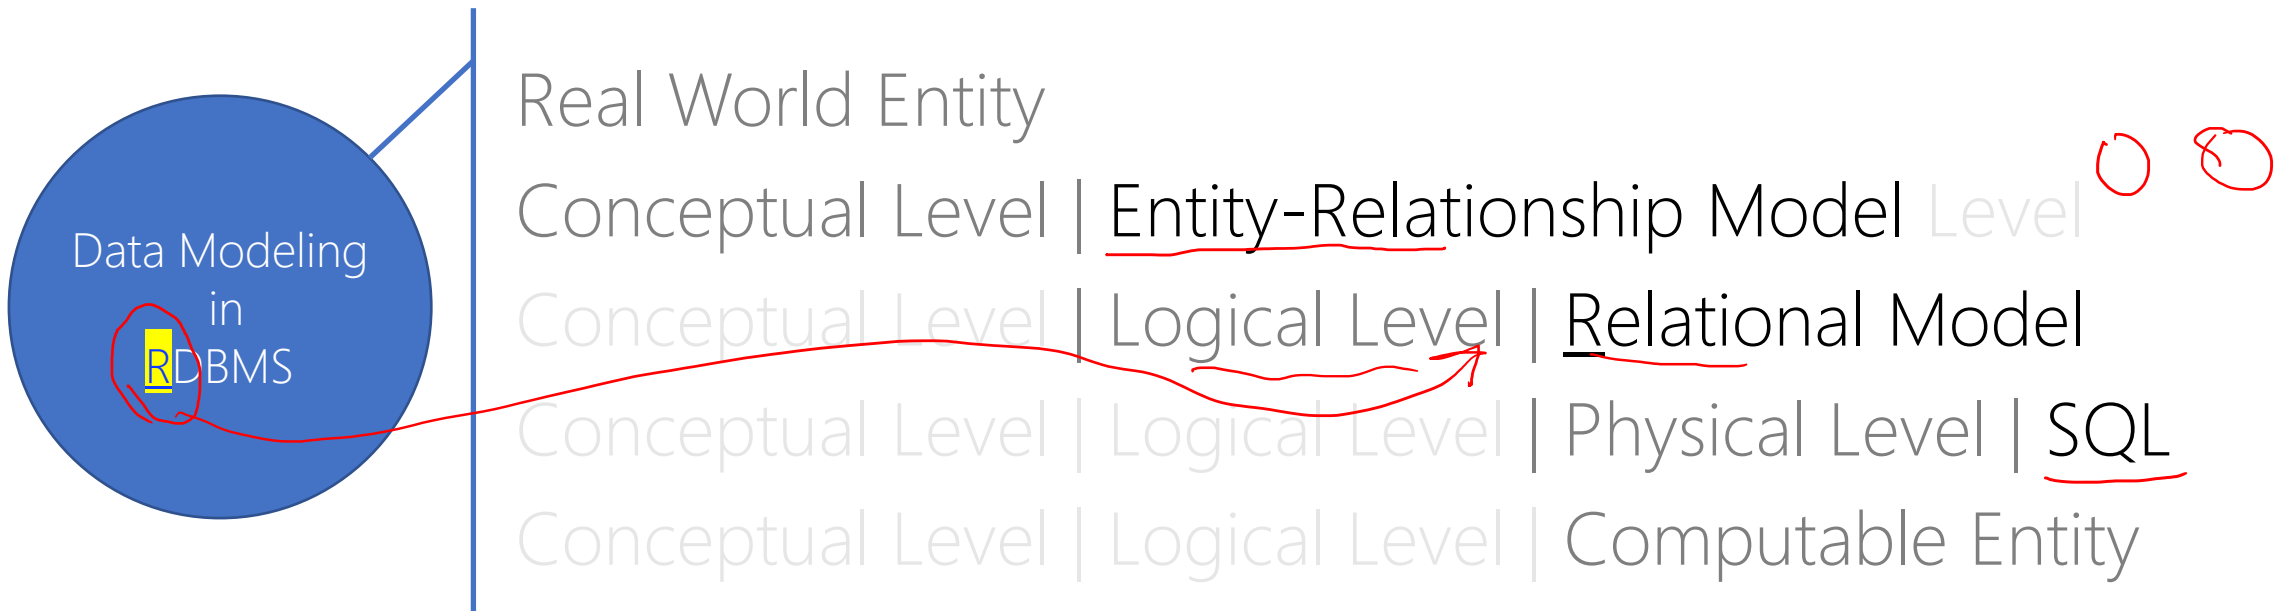 Data Modeling
in
RDBMS
Real World Entity
Conceptual Level | Entity-Relationship Model Level
Conceptual Level | Logical Level | Relational Model
Conceptual Level | Logical Level | Physical Level | SQL
Conceptual Level | Logical Level | Computable Entity